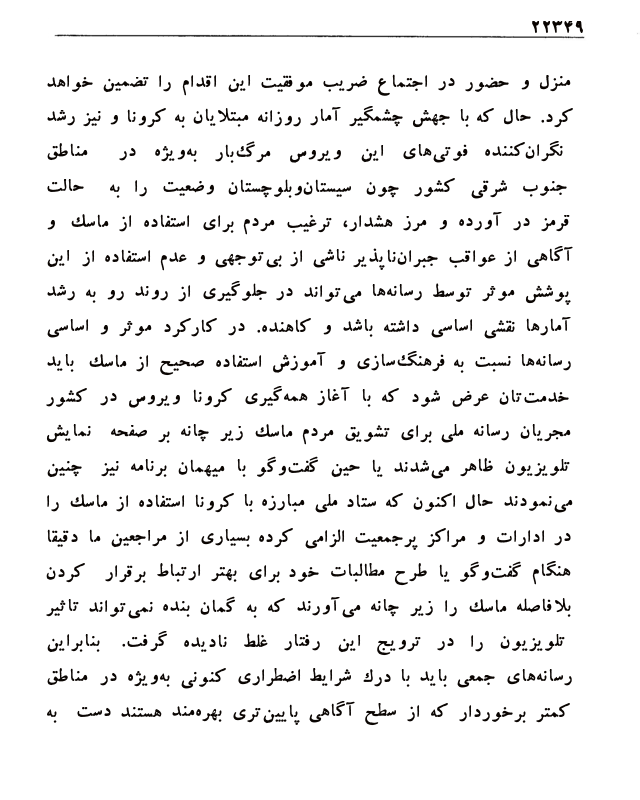 ۲۲۳۴۹
منزل و حضور در اجتماع ضریب موفقیت این اقدام را تضمین خواهد
کرد. حال که با جهش چشمگیر آمار روزانه مبتلایان به کرونا و نیز رشد
نگران‌کننده فوتی‌های این ویروس مرگ‌بار به‌ویژه در مناطق
جنوب شرقی کشور چون سیستان‌وبلوچستان وضعیت را به حالت
قرمز در آورده و مرز هشدار، ترغیب مردم برای استفاده از ماسک و
آگاهی از عواقب جبران‌ناپذیر ناشی از بی‌توجهی و عدم استفاده از این
پوشش موثر توسط رسانه‌ها می‌تواند در جلوگیری از روند رو به رشد
آمارها نقشی اساسی داشته باشد و کاهنده. در کارکرد موثر و اساسی
رسانه‌ها نسبت به فرهنگ‌سازی و آموزش استفاده صحیح از ماسک باید
خدمت‌تان عرض شود که با آغاز همه‌گیری کرونا ویروس در کشور
مجریان رسانه ملی برای تشویق مردم ماسک زیر چانه بر صفحه نمایش
تلویزیون ظاهر می‌شدند یا حین گفت‌وگو با میهمان برنامه نیز چنین
می‌نمودند حال اکنون که ستاد ملی مبارزه با کرونا استفاده از ماسک را
در ادارات و مراکز پرجمعیت الزامی کرده بسیاری از مراجعین ما دقیقا
هنگام گفت‌وگو یا طرح مطالبات خود برای بهتر ارتباط برقرار کردن
بلافاصله ماسک را زیر چانه می‌آورند که به گمان بنده نمی‌تواند تاثیر
تلویزیون را در ترویج این رفتار غلط نادیده گرفت. بنابراین
رسانه‌های جمعی باید با درک شرایط اضطراری کنونی به‌ویژه در مناطق
کمتر برخوردار که از سطح آگاهی پایین‌تری بهره‌مند هستند دست به